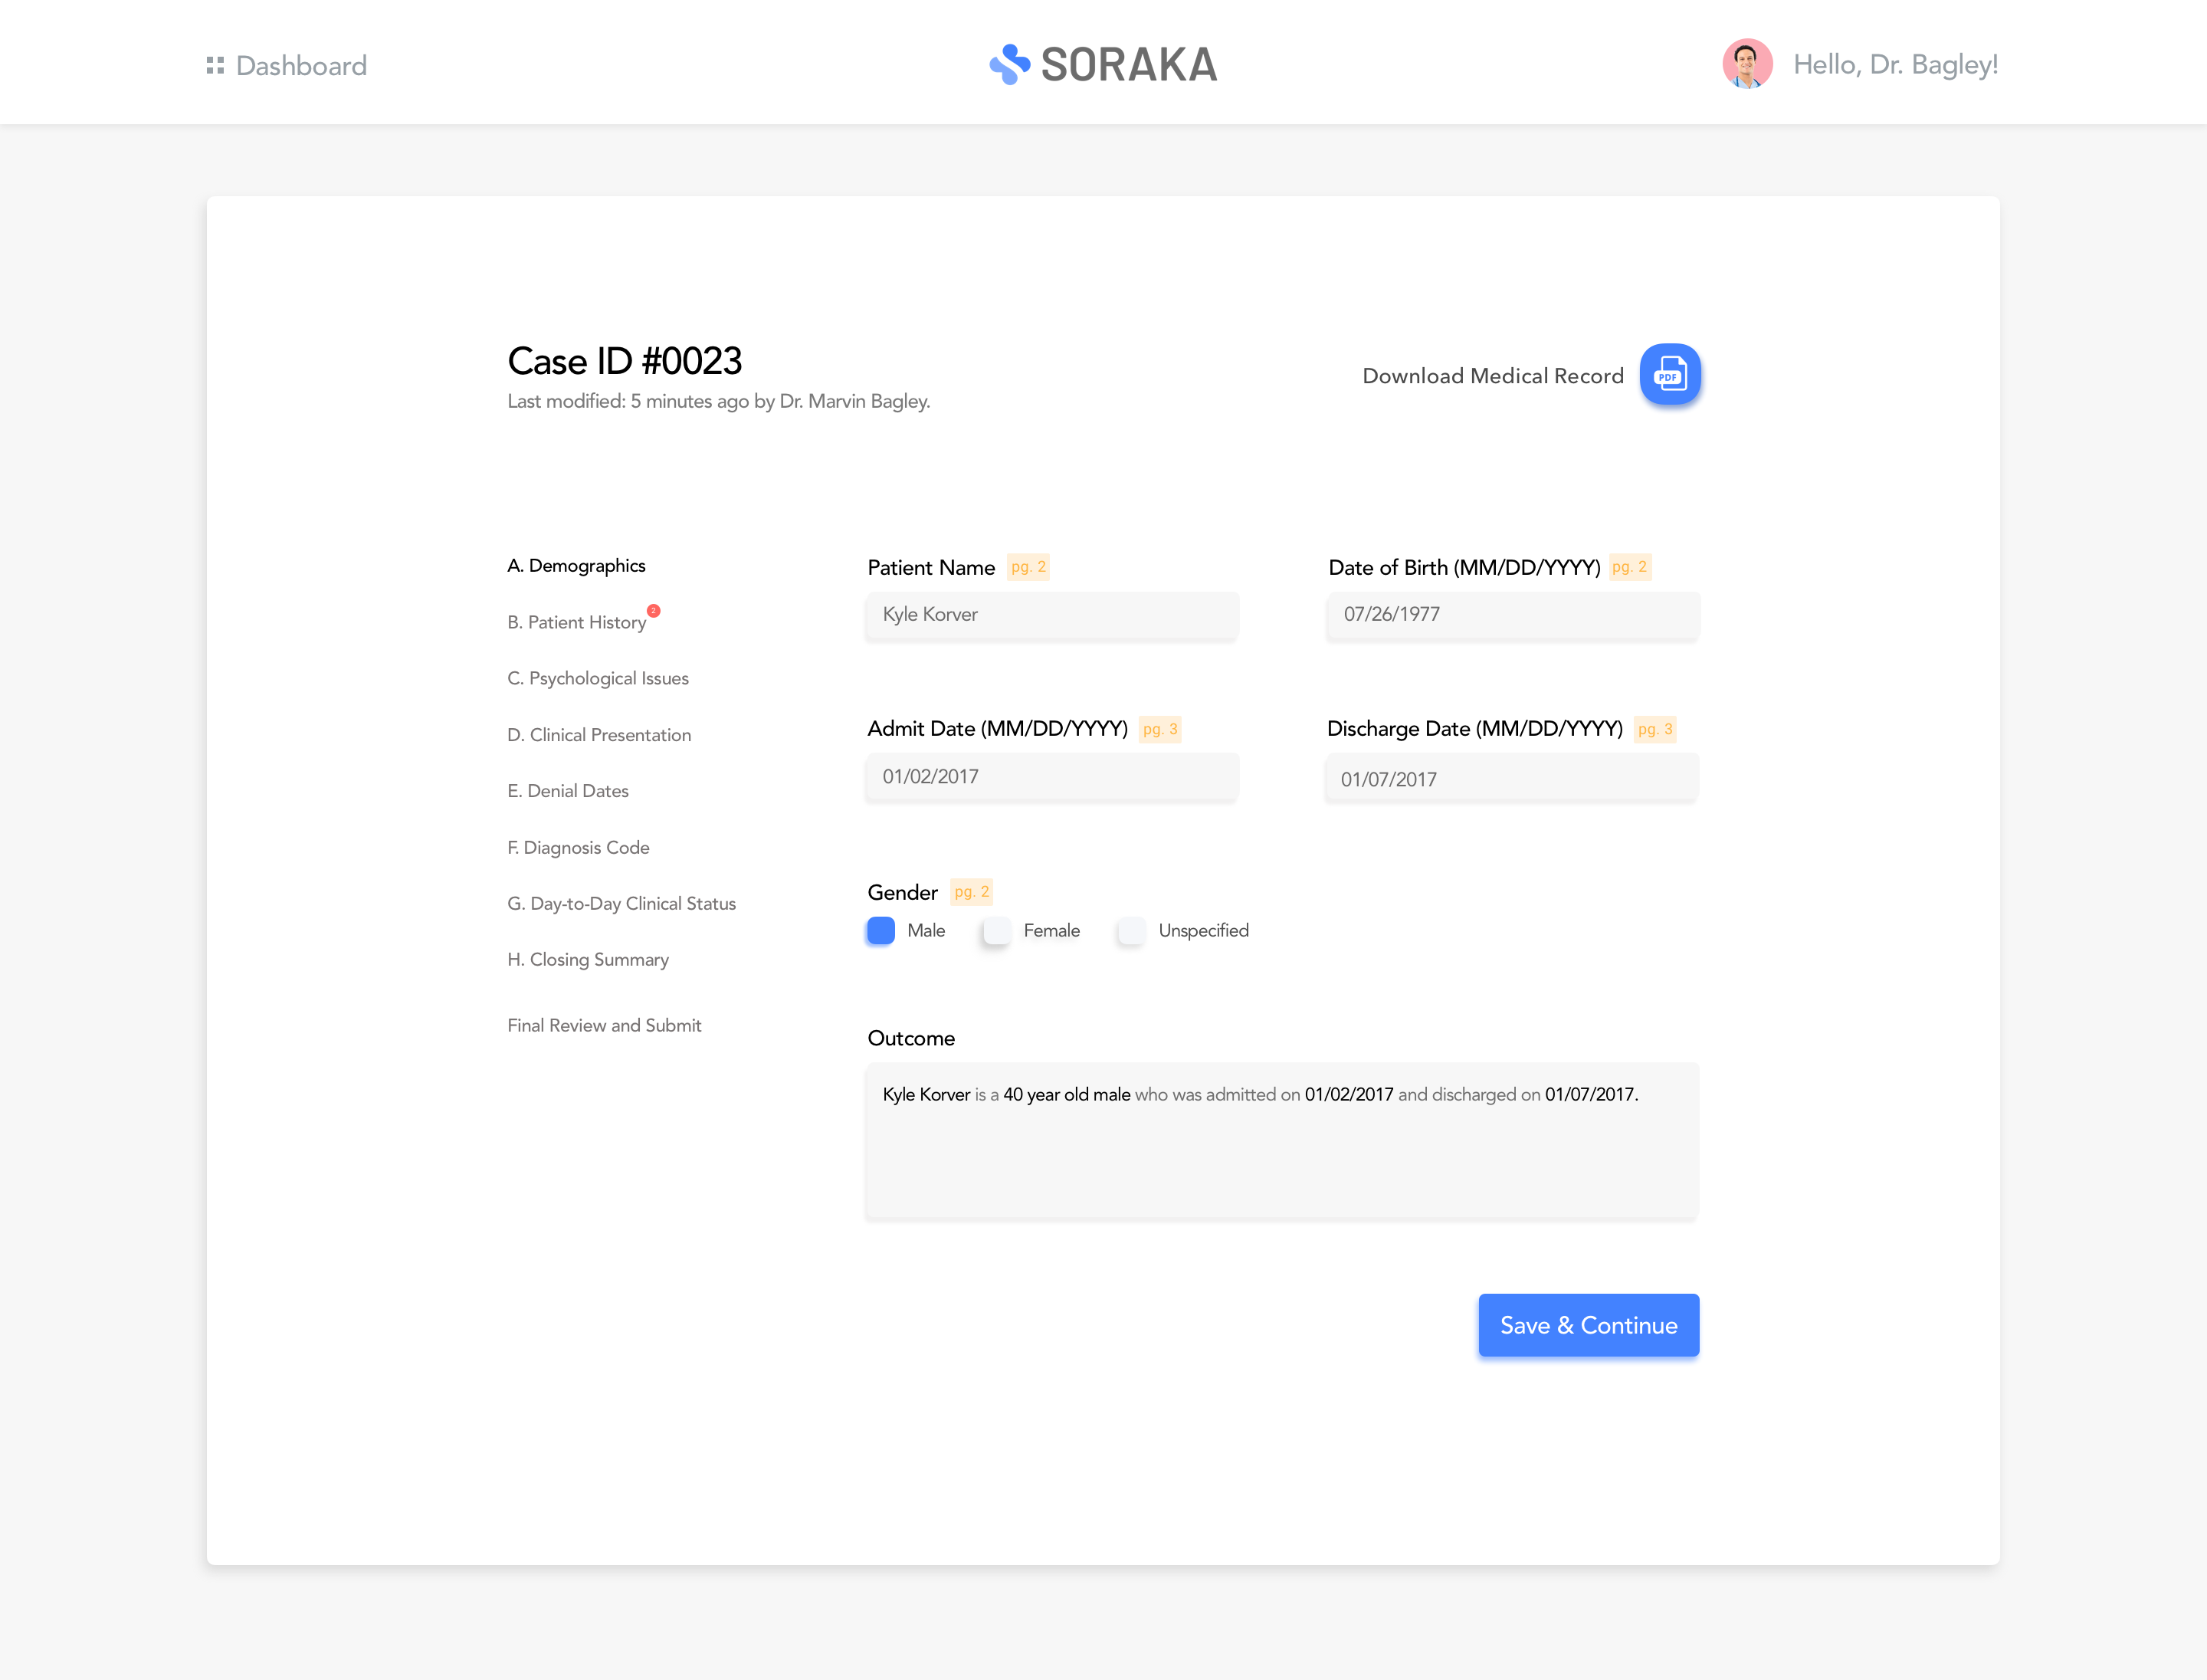 Dashboard
SORAKA
Hello, Dr. Bagley!
Case ID #0023
Last modified: 5 minutes ago by Dr. Marvin Bagley.
Download Medical Record
PDF
A. Demographics
B. Patient History
2
C. Psychological Issues
D. Clinical Presentation
E. Denial Dates
F. Diagnosis Code
G. Day-to-Day Clinical Status
H. Closing Summary
Final Review and Submit
Patient Name pg. 2
Kyle Korver
Date of Birth (MM/DD/YYYY) pg. 2
07/26/1977
Admit Date (MM/DD/YYYY) pg. 3
01/02/2017
Discharge Date (MM/DD/YYYY) pg. 3
01/07/2017
Gender pg. 2
Male Female Unspecified
Outcome
Kyle Korver is a 40 year old male who was admitted on 01/02/2017 and discharged on 01/07/2017.
Save & Continue